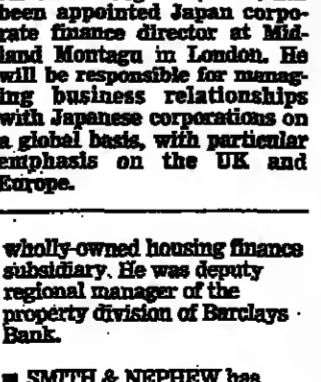 been appointed Japan corpo-
rate finance director at Mid-
land Montagu in London. He
will be responsible for manag-
ing business relationships
with Japanese corporations on
a global basis, with particular
emphasis on the UK and
Europe.
wholly-owned housing finance
subsidiary. He was deputy
regional manager of the
property division of Barclays
Bank.
■ SMITH & NEPHEW has